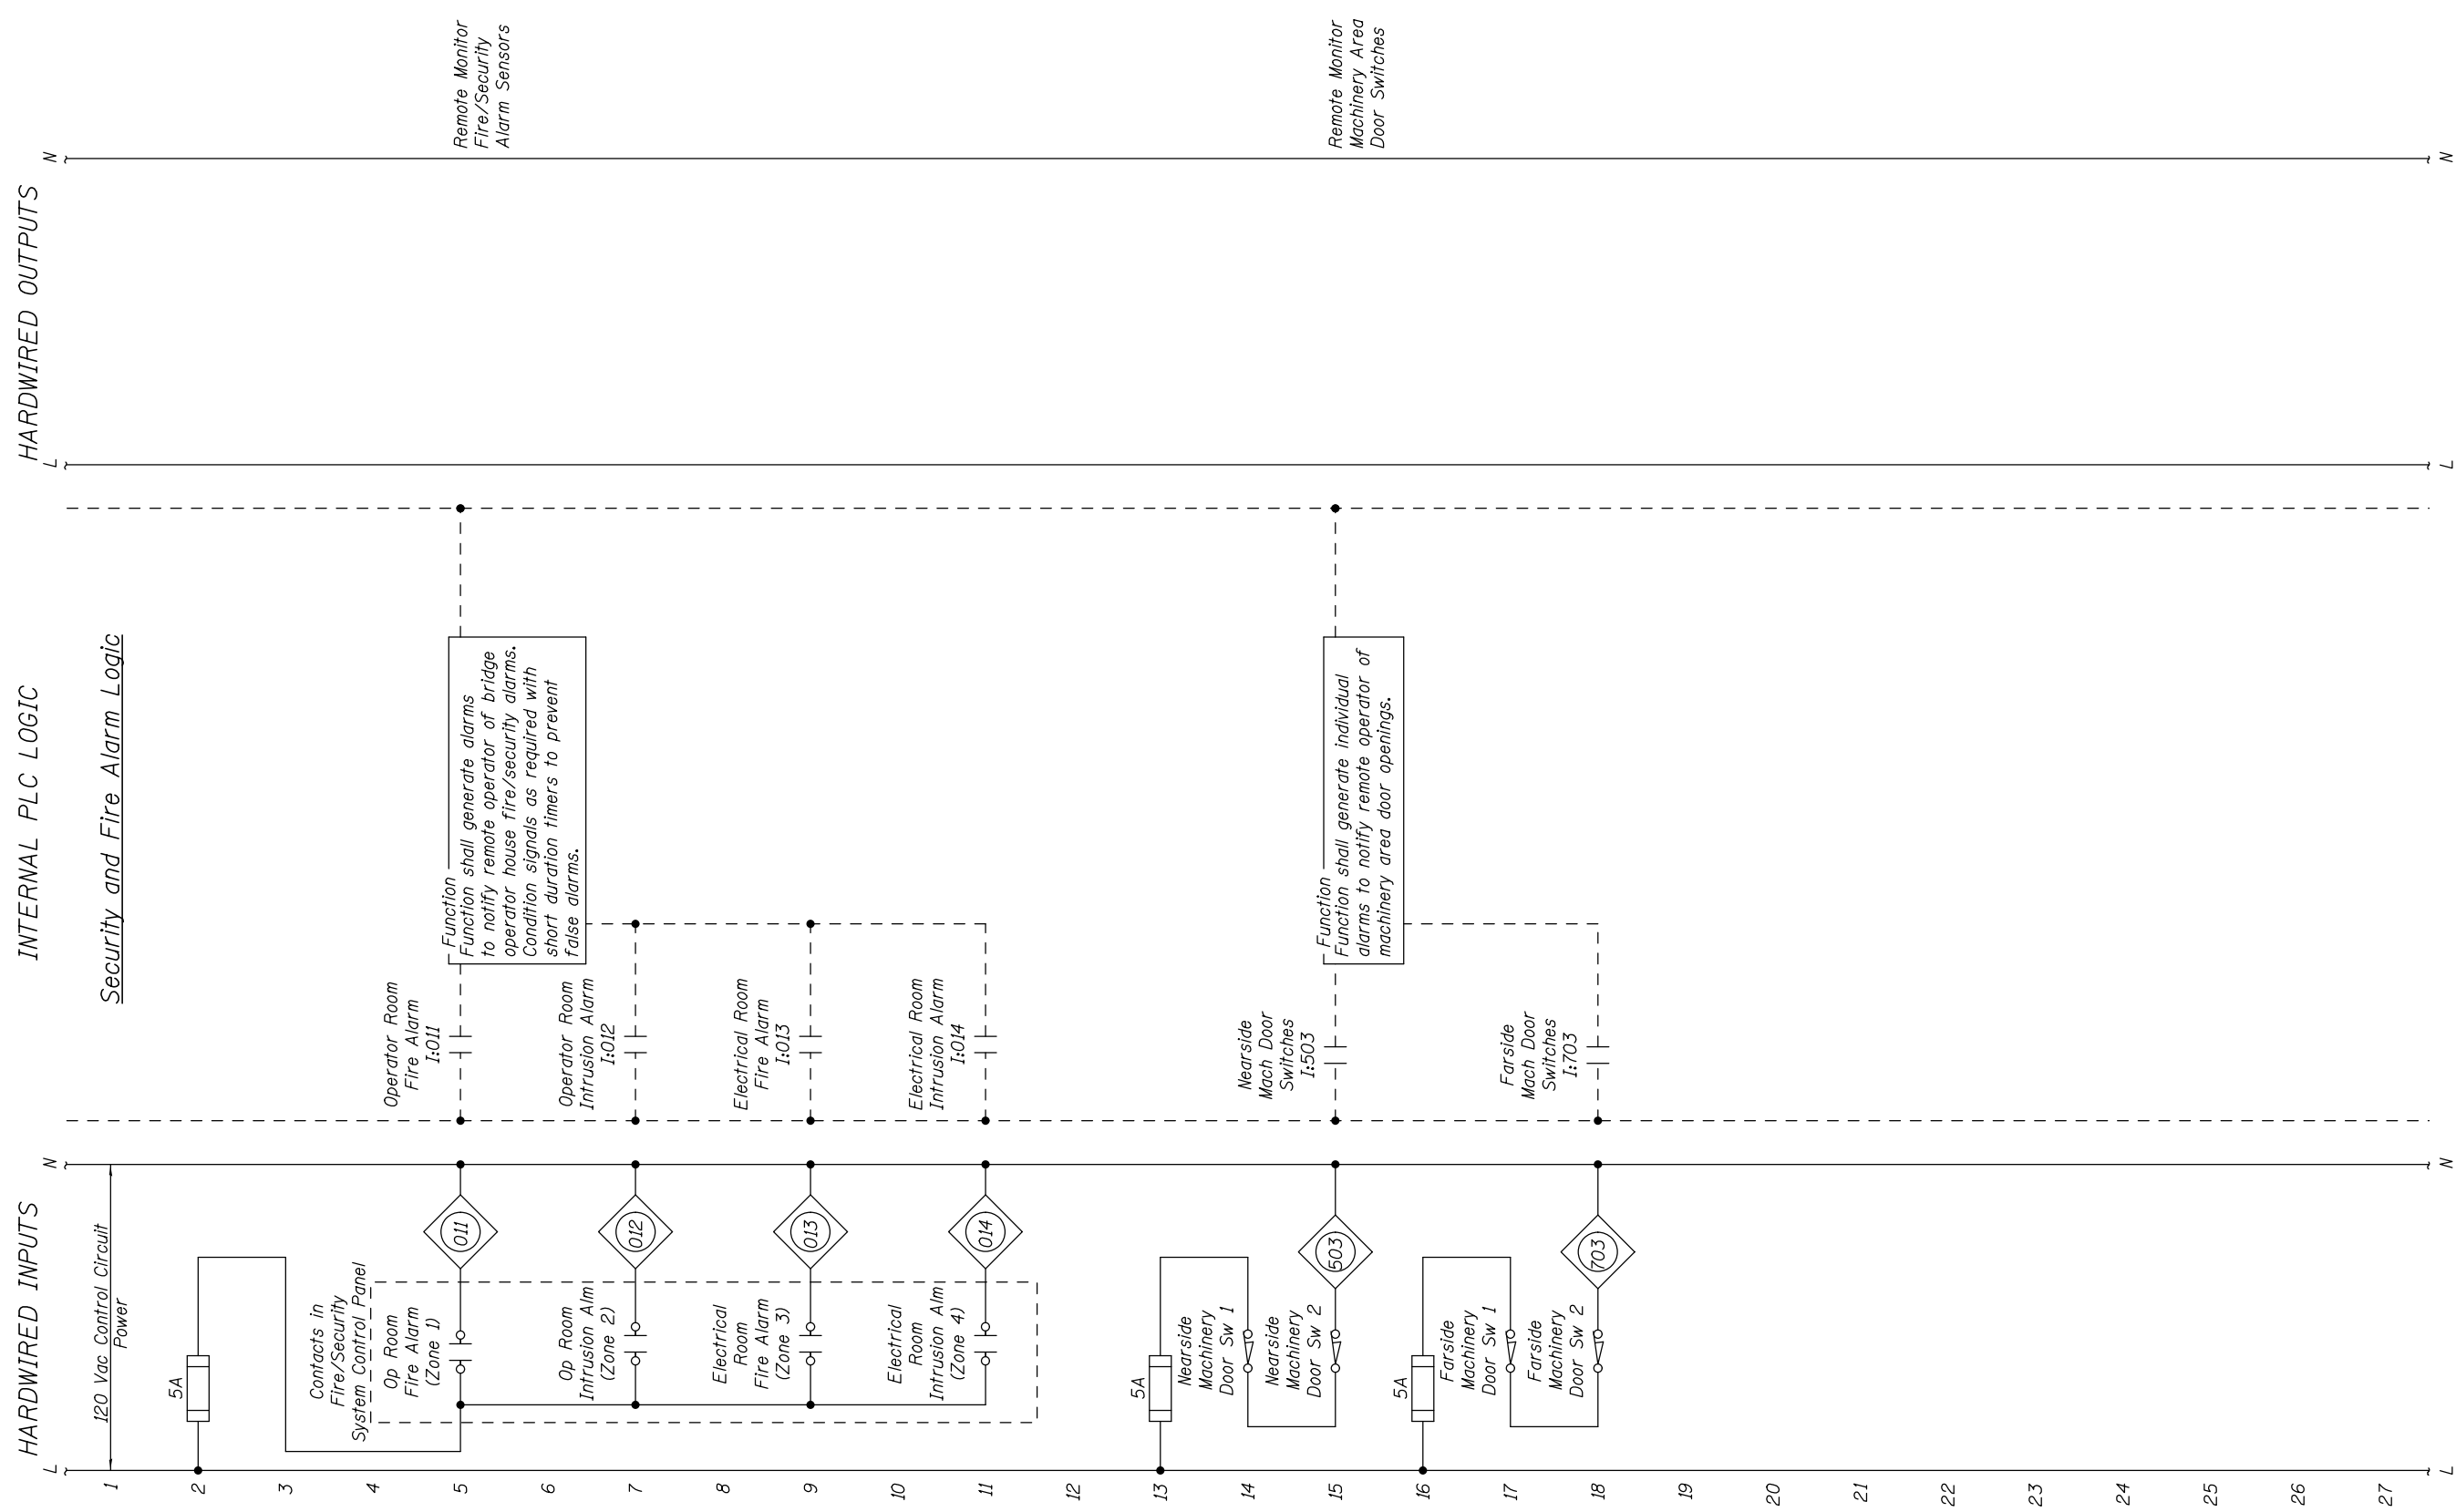 HARDWIRED INPUTS
INTERNAL PLC LOGIC
HARDWIRED OUTPUTS
L
N
L
N
1
120 Vac Control Circuit
Power
Security and Fire Alarm Logic
2
5A
3
4
Contacts in
Fire/Security
System Control Panel
5
Op Room
Fire Alarm
(Zone 1)
011
Operator Room
Fire Alarm
I:011
Function
Function shall generate alarms
to notify remote operator of bridge
operator house fire/security alarms.
Condition signals as required with
short duration timers to prevent
false alarms.
Remote Monitor
Fire/Security
Alarm Sensors
6
7
Op Room
Intrusion Alm
(Zone 2)
012
Operator Room
Intrusion Alarm
I:012
8
9
Electrical
Room
Fire Alarm
(Zone 3)
013
Electrical Room
Fire Alarm
I:013
10
11
Electrical
Room
Intrusion Alm
(Zone 4)
014
Electrical Room
Intrusion Alarm
I:014
12
13
5A
14
Nearside
Machinery
Door Sw 1
15
Nearside
Machinery
Door Sw 2
503
Nearside
Mach Door
Switches
I:503
Function
Function shall generate individual
alarms to notify remote operator of
machinery area door openings.
Remote Monitor
Machinery Area
Door Switches
16
5A
17
Farside
Machinery
Door Sw 1
18
Farside
Machinery
Door Sw 2
703
Farside
Mach Door
Switches
I:703
19
20
21
22
23
24
25
26
27
L
N
L
N